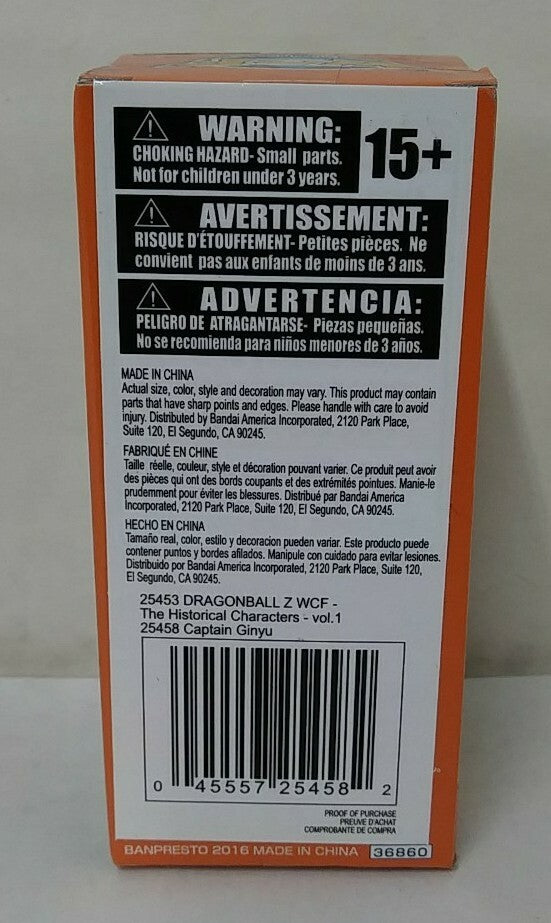 WARNING:
CHOKING HAZARD- Small parts.
Not for children under 3 years.
15+
AVERTISSEMENT:
RISQUE D'ÉTOUFFEMENT- Petites pièces. Ne
convient pas aux enfants de moins de 3 ans.
ADVERTENCIA:
PELIGRO DE ATRAGANTARSE- Piezas pequeñas.
No se recomienda para niños menores de 3 años.
MADE IN CHINA
Actual size, color, style and decoration may vary. This product may contain
parts that have sharp points and edges. Please handle with care to avoid
injury. Distributed by Bandai America Incorporated, 2120 Park Place,
Suite 120, El Segundo, CA 90245.
FABRIQUÉ EN CHINE
Taille réelle, couleur, style et décoration pouvant varier. Ce produit peut avoir
des pièces qui ont des bords coupants et des extrémités pointures. Manie-le
prudemment pour éviter les blessures. Distribué par Bandai America
Incorporated, 2120 Park Place, Suite 120, El Segundo, CA 90245.
HECHO EN CHINA
Tamaño real, color, estilo y decoracion pueden variar. Este producto puede
contener puntos y bordes afilados. Manipule con cuidado para evitar lesiones.
Distribuido por Bandai America Incorporated, 2120 Park Place, Suite 120,
El Segundo, CA 90245.
25453 DRAGONBALL Z WCF -
The Historical Characters - vol.1
25458 Captain Ginyu
0 45557 25458 2
PROOF OF PURCHASE
PREUVE D'ACHAT
COMPROBANTE DE COMPRA
BANPRESTO 2016 MADE IN CHINA 36860